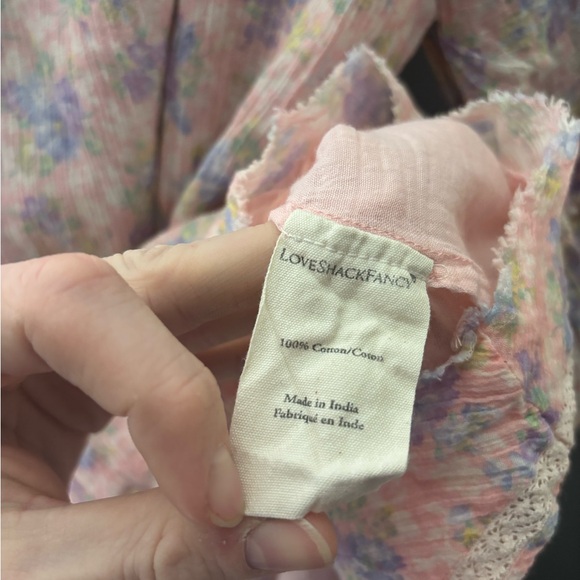 LoveShackFancy
100% Cotton/Coton
Made in India
Fabriqué en Inde